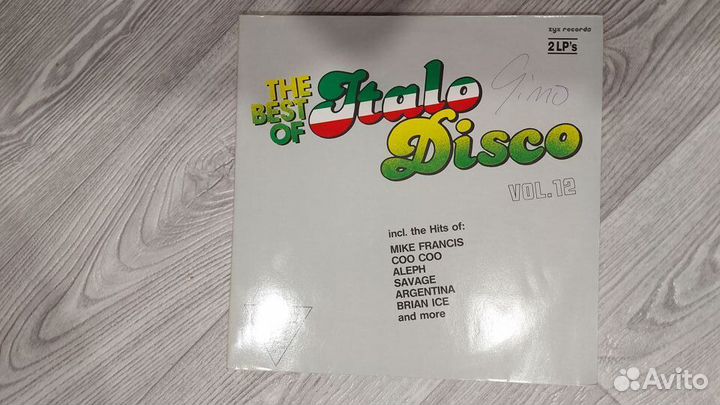 zyx records
2 LP's
THE
BEST
OF
Italo
Gino
Disco
VOL.12
incl. the Hits of:
MIKE FRANCIS
COO COO
ALEPH
SAVAGE
ARGENTINA
BRIAN ICE
and more
Avito